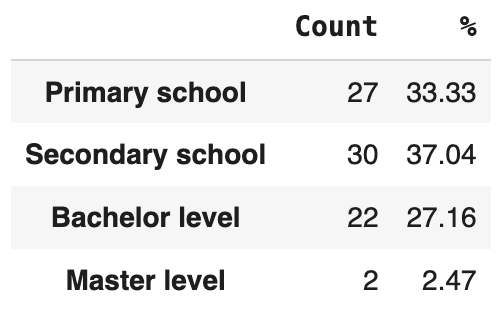 Count %
Primary school 27 33.33
Secondary school 30 37.04
Bachelor level 22 27.16
Master level 2 2.47